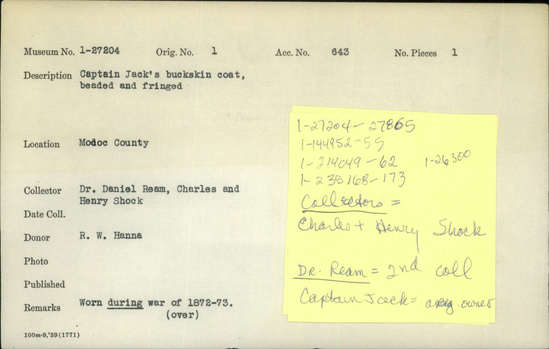 Museum No. 1-27204 Orig. No. 1 Acc. No. 643 No. Pieces 1
Description Captain Jack's buckskin coat,
beaded and fringed
Location Modoc County
Collector Dr. Daniel Ream, Charles and
Henry Shock
Date Coll.
Donor R. W. Hanna
Photo
Published
Remarks Worn during war of 1872-73.
(over)
100m-9,'39(1771)
1-27204-27865
1-144952-55
1-214049-62 1-26300
1-238168-173
Collectors =
Charles + Henry Shock
Dr. Ream = 2nd coll
Captain Jack = owner